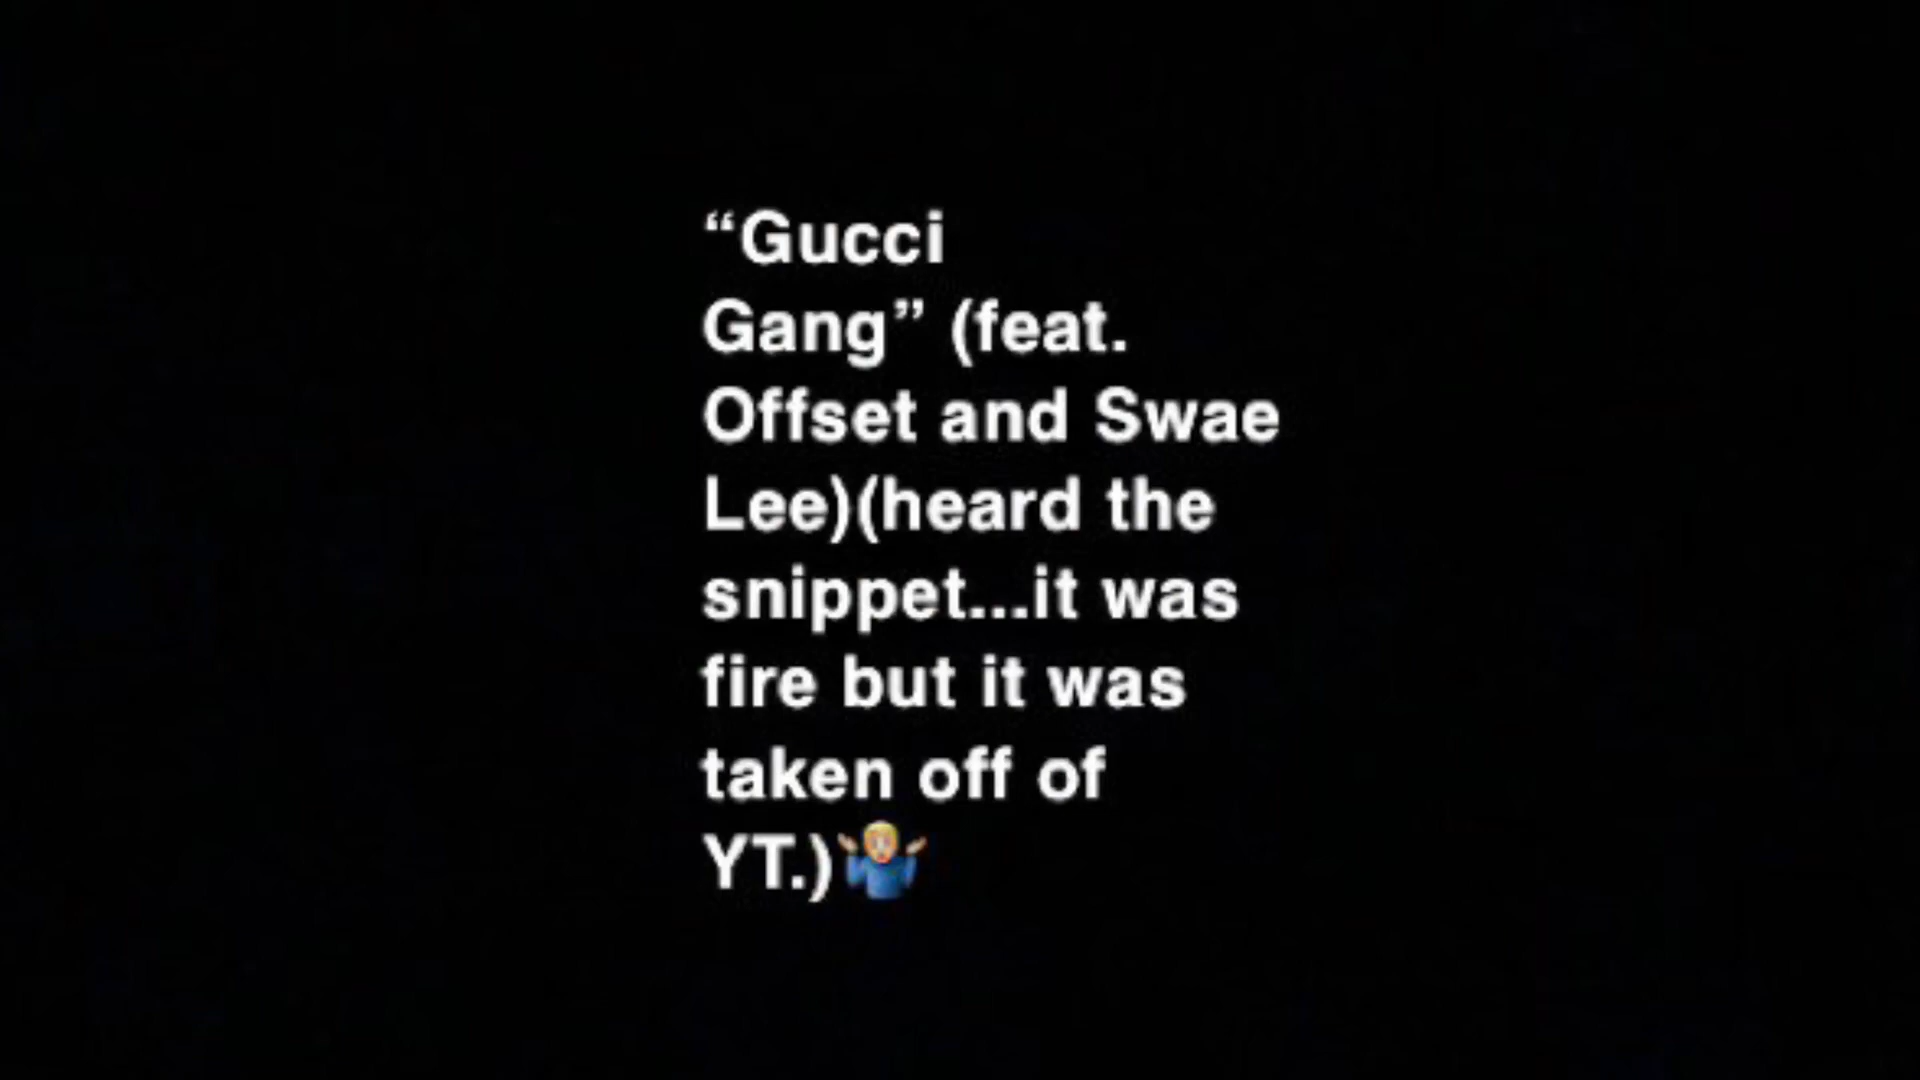 “Gucci
Gang” (feat.
Offset and Swae
Lee)(heard the
snippet...it was
fire but it was
taken off of
YT.)🤷🏼‍♂️